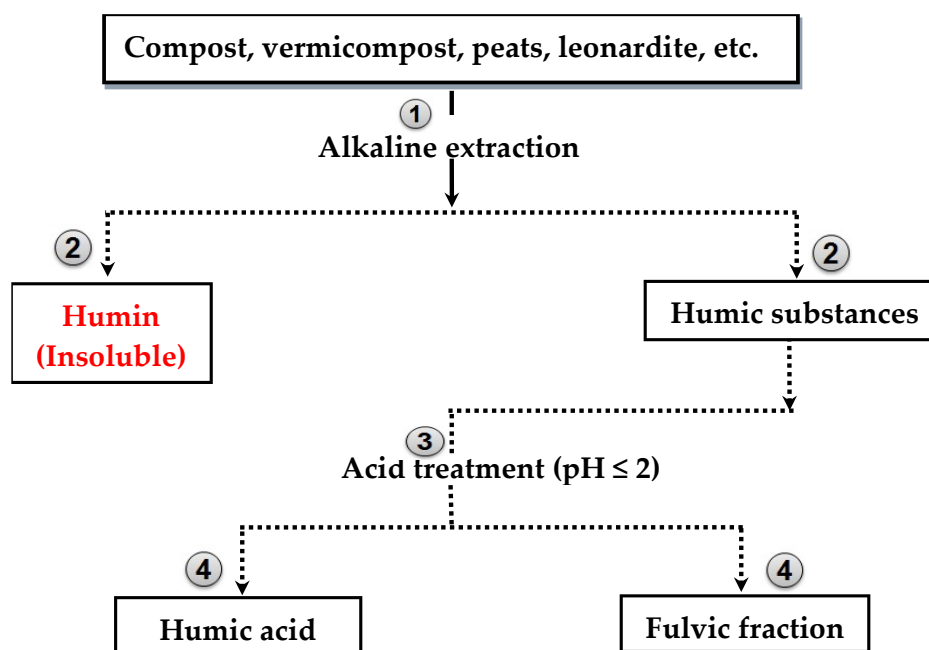 Compost, vermicompost, peats, leonardite, etc.
1
Alkaline extraction
2
2
Humin
(Insoluble)
Humic substances
3
Acid treatment (pH ≤ 2)
4
4
Humic acid
Fulvic fraction